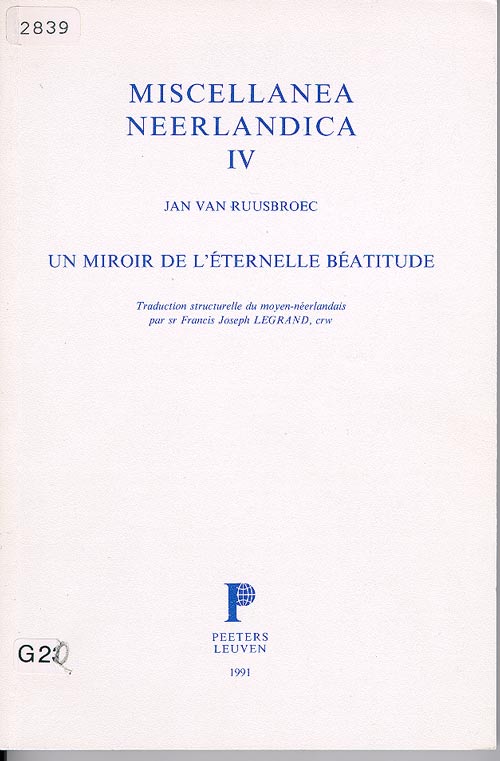 2839
MISCELLANEA
NEERLANDICA
IV
JAN VAN RUUSBROEC
UN MIROIR DE L'ÉTERNELLE BÉATITUDE
Traduction structurelle du moyen-néerlandais
par sr Francis Joseph LEGRAND, crw
P
PEETERS
LEUVEN
1991